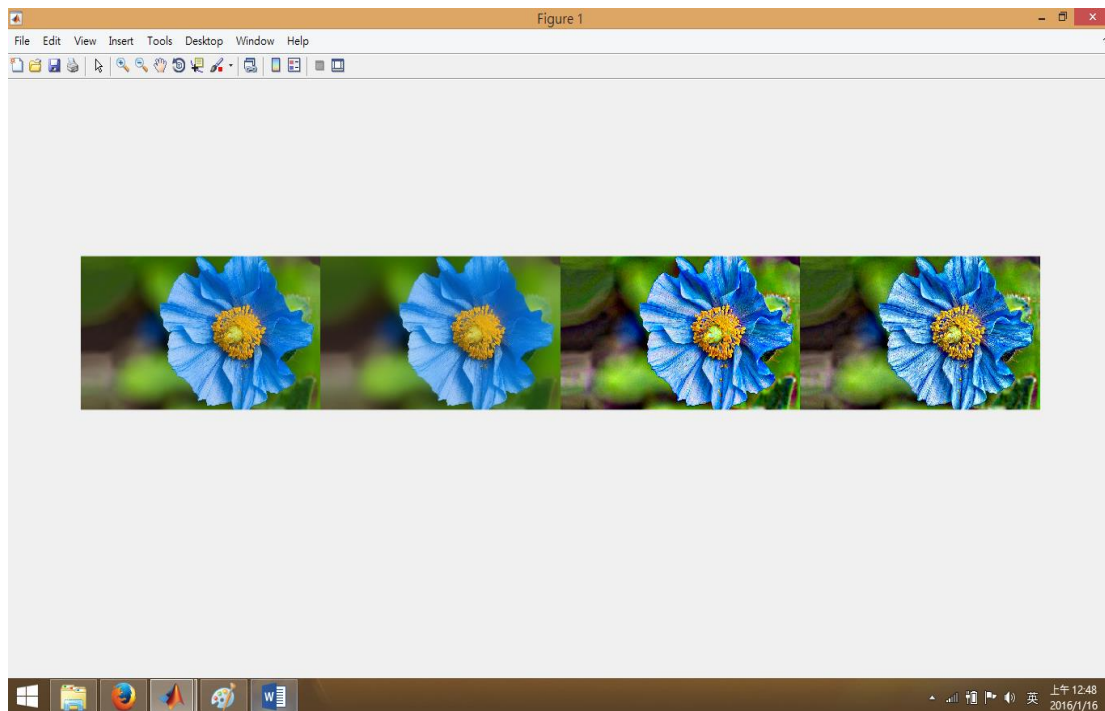 Figure 1
File Edit View Insert Tools Desktop Window Help
W
英
上午 12:48
2016/1/16